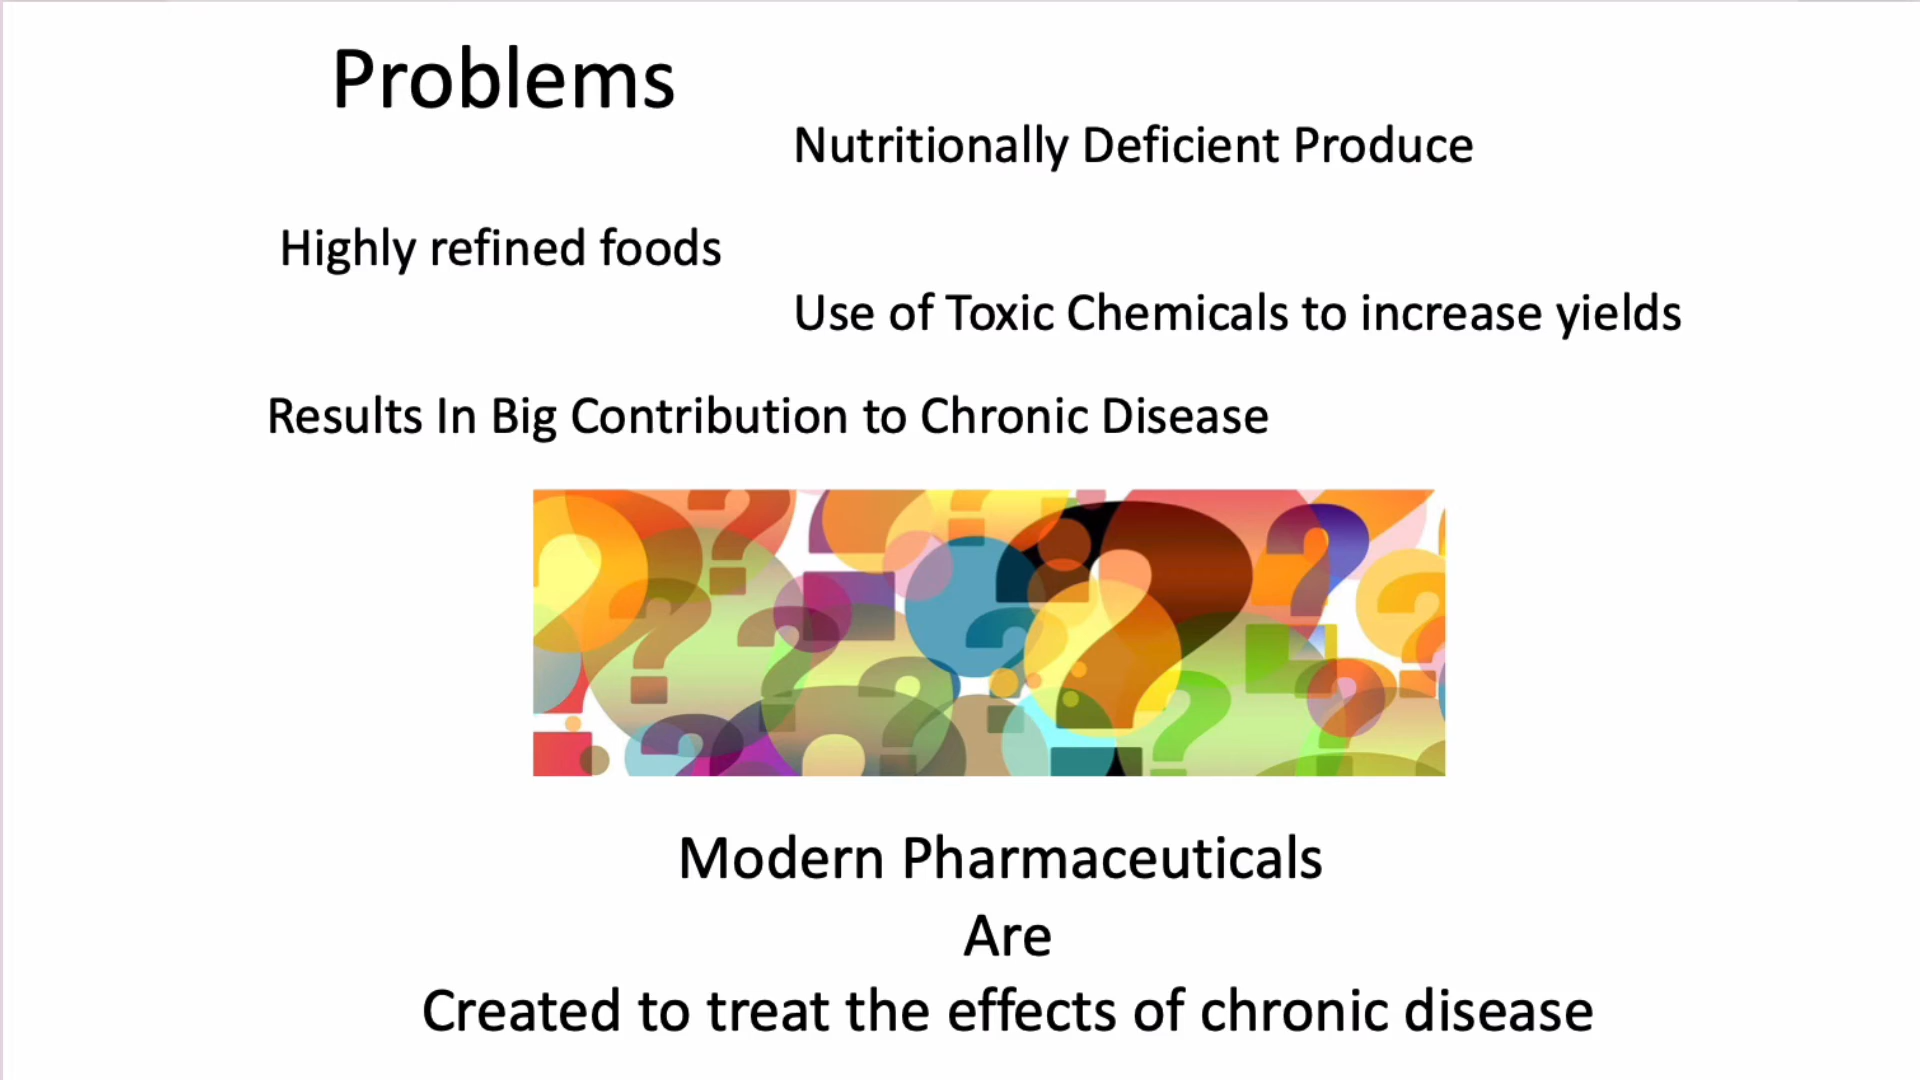 Problems
Nutritionally Deficient Produce
Highly refined foods
Use of Toxic Chemicals to increase yields
Results In Big Contribution to Chronic Disease
Modern Pharmaceuticals
Are
Created to treat the effects of chronic disease